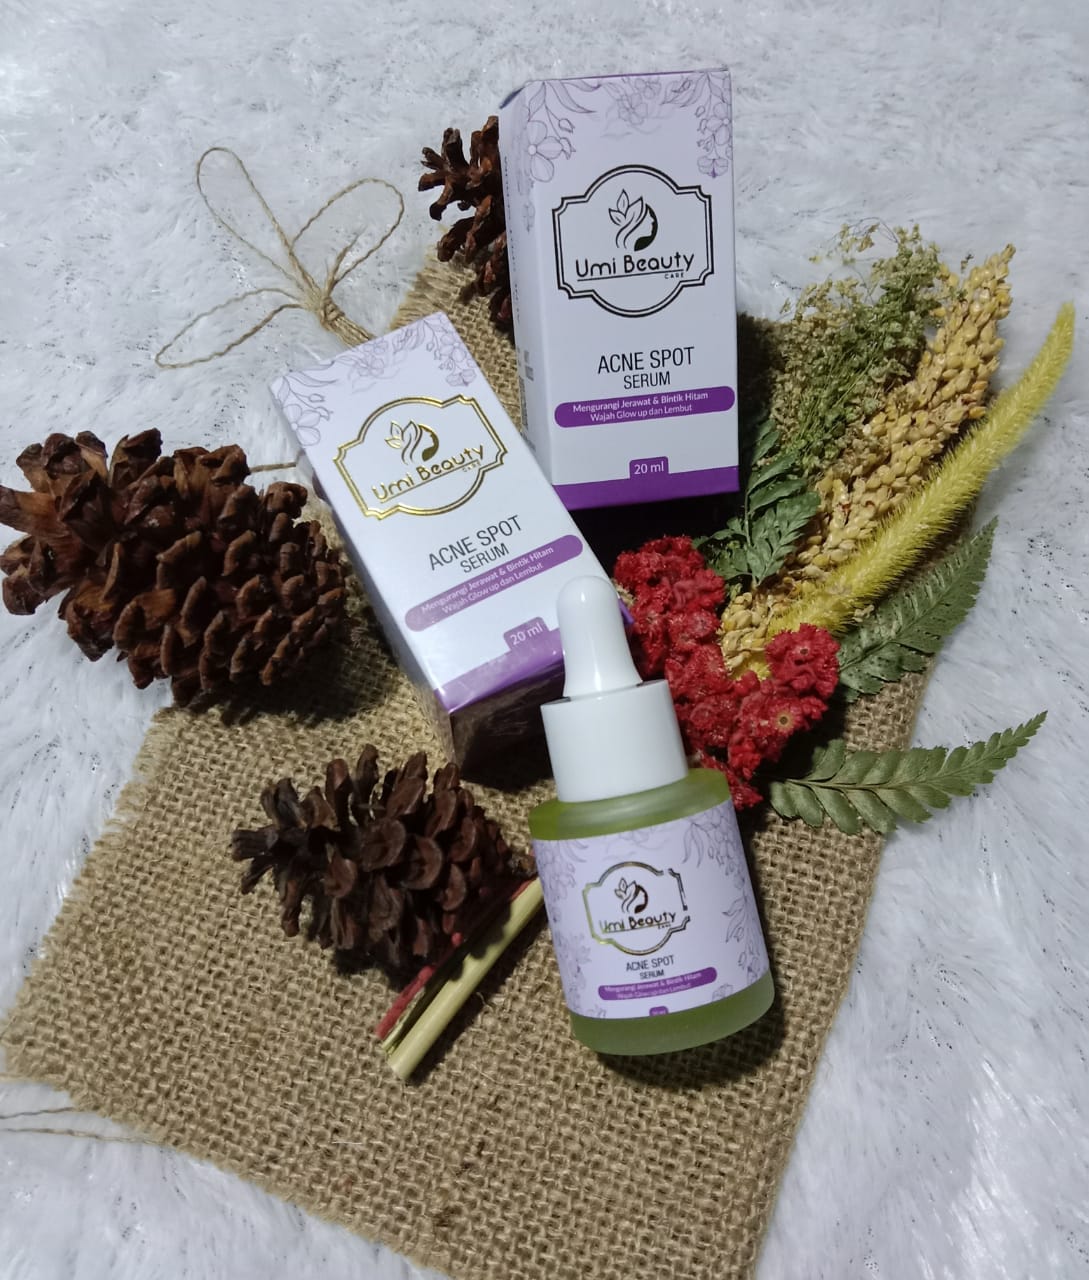 Umi Beauty
CARE
ACNE SPOT
SERUM
Mengurangi Jerawat & Bintik Hitam
Wajah Glow up dan Lembut
20 ml
Umi Beauty
CARE
ACNE SPOT
SERUM
Mengurangi Jerawat & Bintik Hitam
Wajah Glow up dan Lembut
20 ml
Umi Beauty
CARE
ACNE SPOT
SERUM
Mengurangi Jerawat & Bintik Hitam
Wajah Glow up dan Lembut